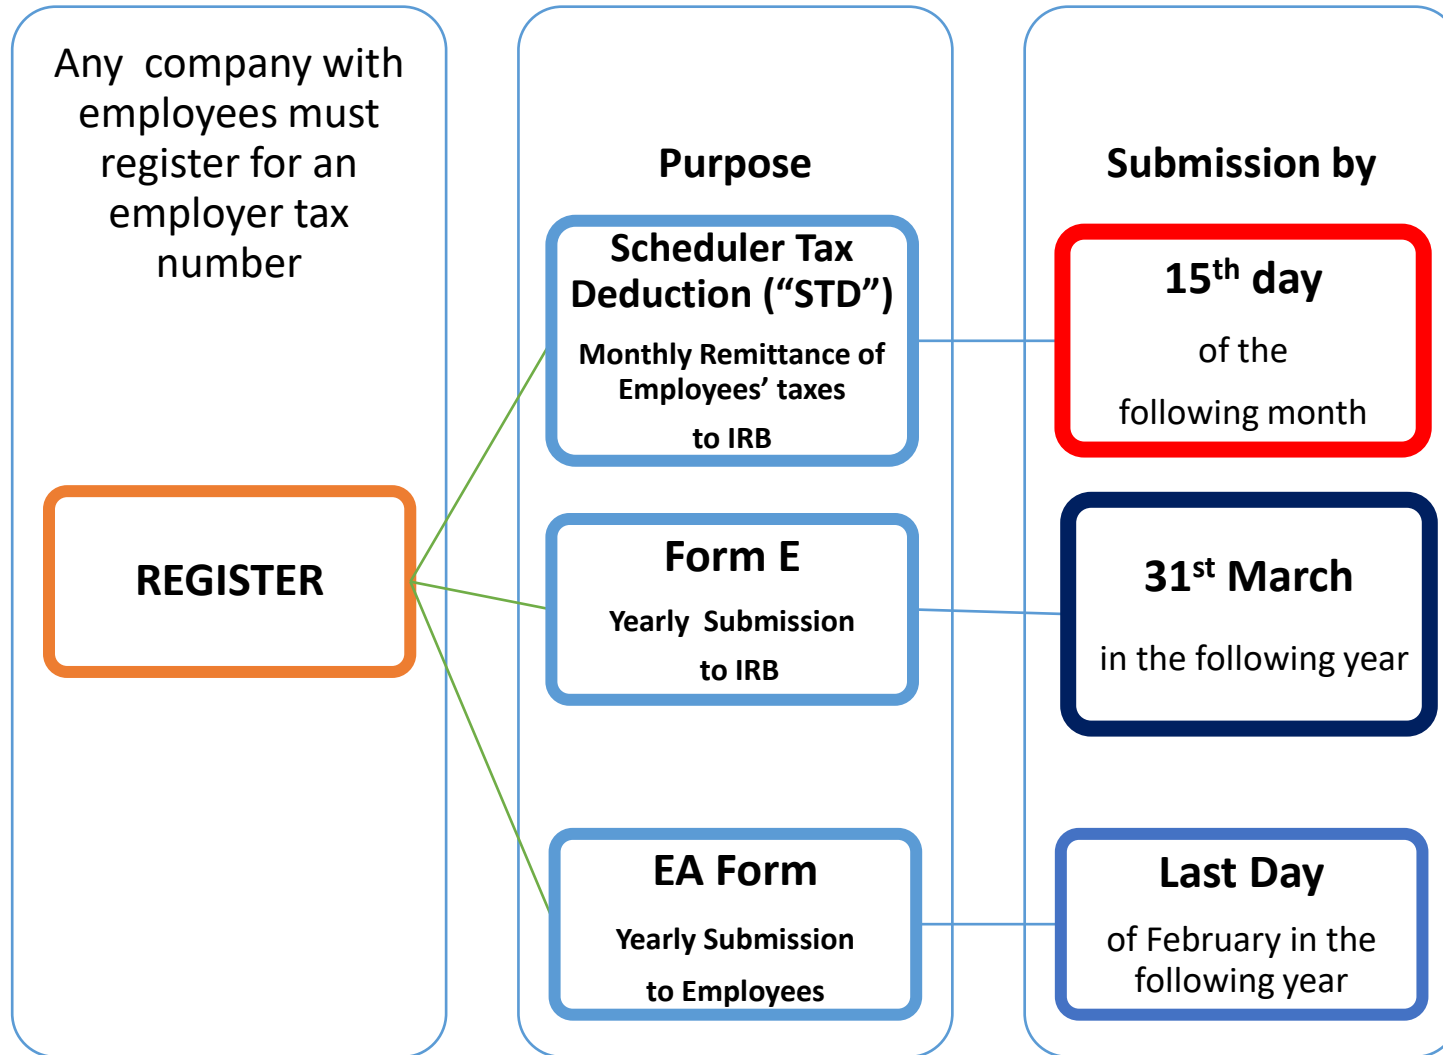 Any company with
employees must
register for an
employer tax
number
REGISTER
Purpose
Scheduler Tax
Deduction (“STD”)
Monthly Remittance of
Employees’ taxes
to IRB
Form E
Yearly Submission
to IRB
EA Form
Yearly Submission
to Employees
Submission by
15th day
of the
following month
31st March
in the following year
Last Day
of February in the
following year